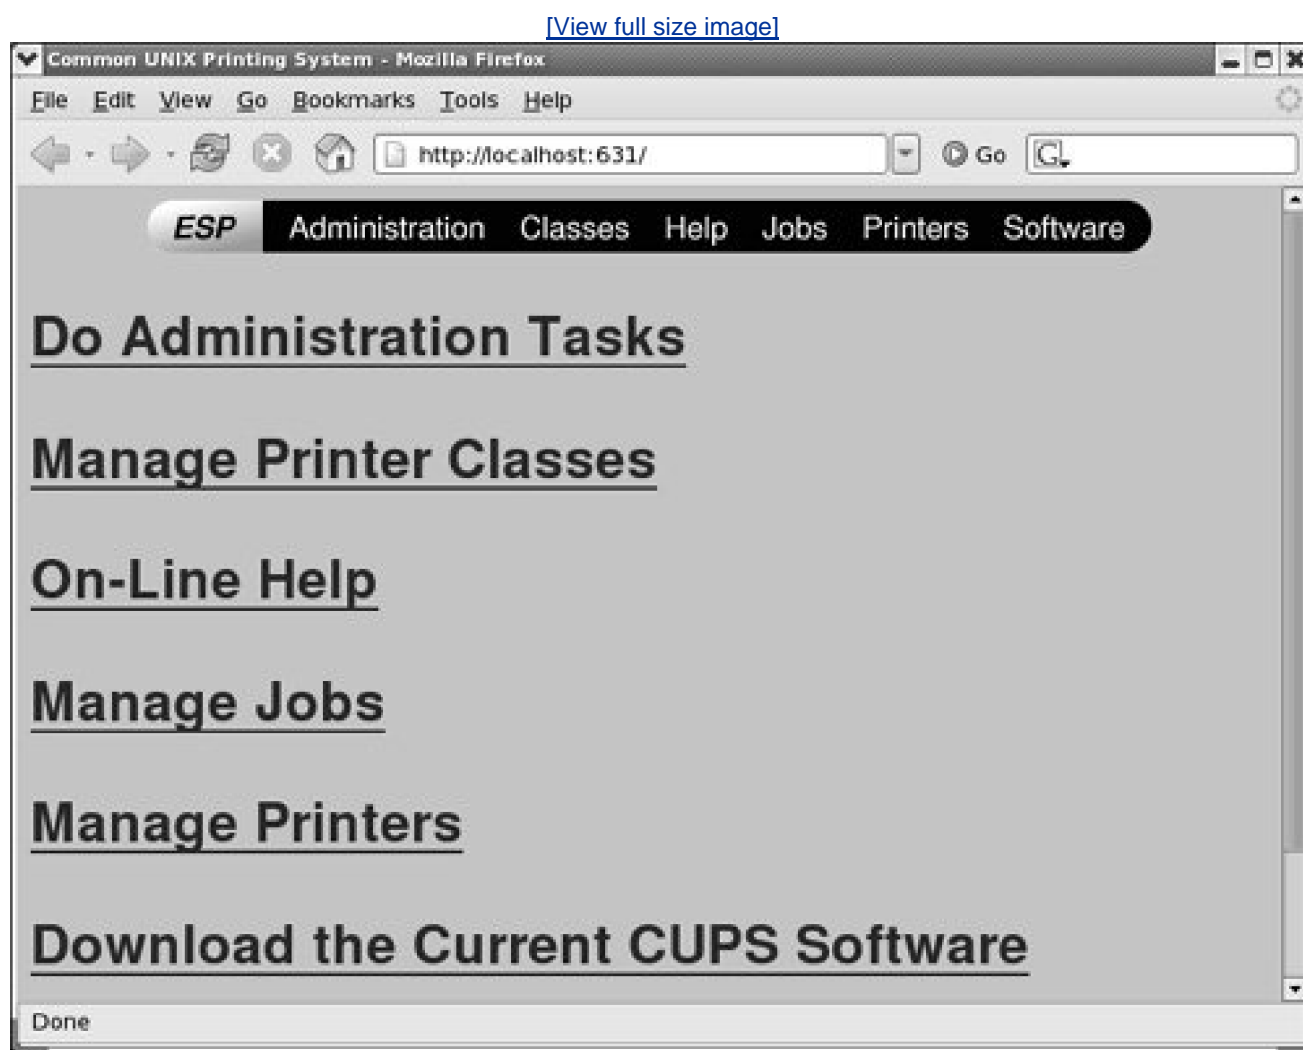 [View full size image]
Common UNIX Printing System - Mozilla Firefox
File Edit View Go Bookmarks Tools Help
http://localhost:631/ Go G
ESP Administration Classes Help Jobs Printers Software
Do Administration Tasks
Manage Printer Classes
On-Line Help
Manage Jobs
Manage Printers
Download the Current CUPS Software
Done